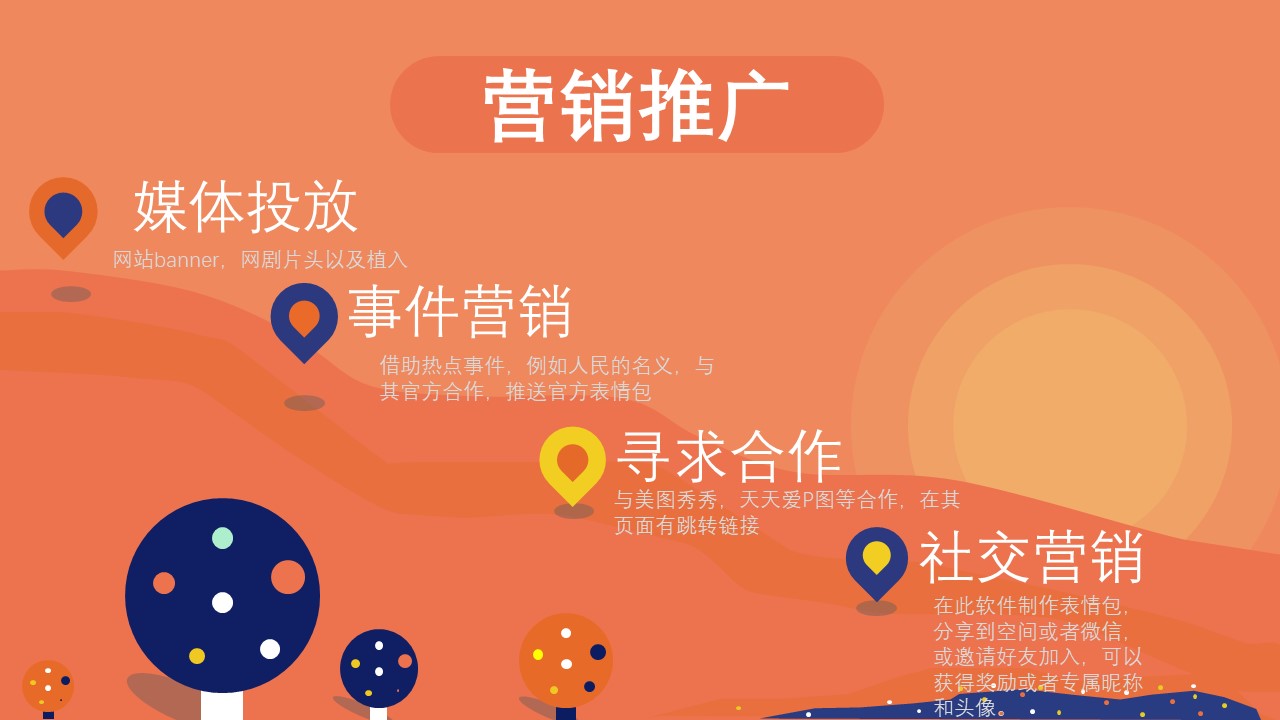 营销推广
媒体投放
网站banner，网剧片头以及植入
事件营销
借助热点事件，例如人民的名义，与
其官方合作，推送官方表情包
寻求合作
与美图秀秀，天天爱P图等合作，在其
页面有跳转链接
社交营销
在此软件制作表情包，
分享到空间或者微信，
或邀请好友加入，可以
获得奖励或者专属昵称
和头像。